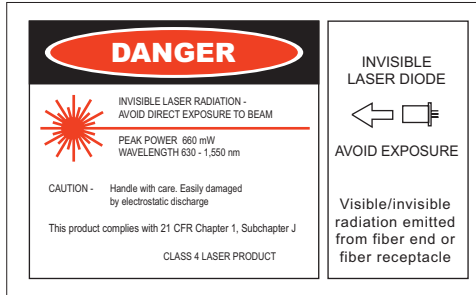 DANGER
INVISIBLE LASER RADIATION -
AVOID DIRECT EXPOSURE TO BEAM
PEAK POWER 660 mW
WAVELENGTH 630 - 1,550 nm
CAUTION - Handle with care. Easily damaged
by electrostatic discharge
This product complies with 21 CFR Chapter 1, Subchapter J
CLASS 4 LASER PRODUCT
INVISIBLE
LASER DIODE
AVOID EXPOSURE
Visible/invisible
radiation emitted
from fiber end or
fiber receptacle